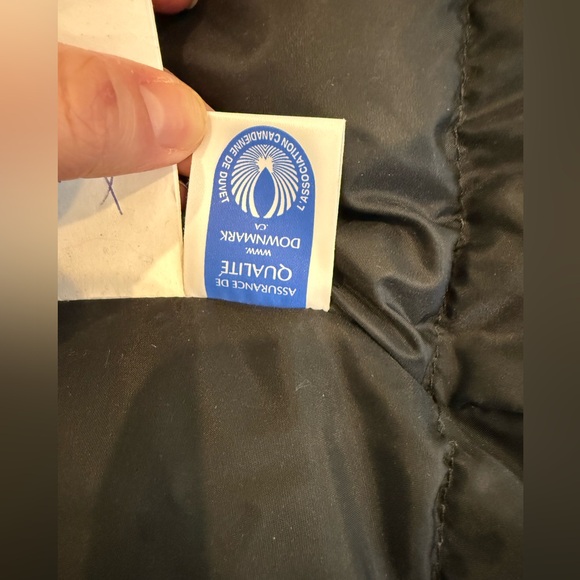 L'ASSOCIATION CANADIENNE DE DUVET
ASSURANCE DE
QUALITÉ
WWW.
DOWNMARK
.CA